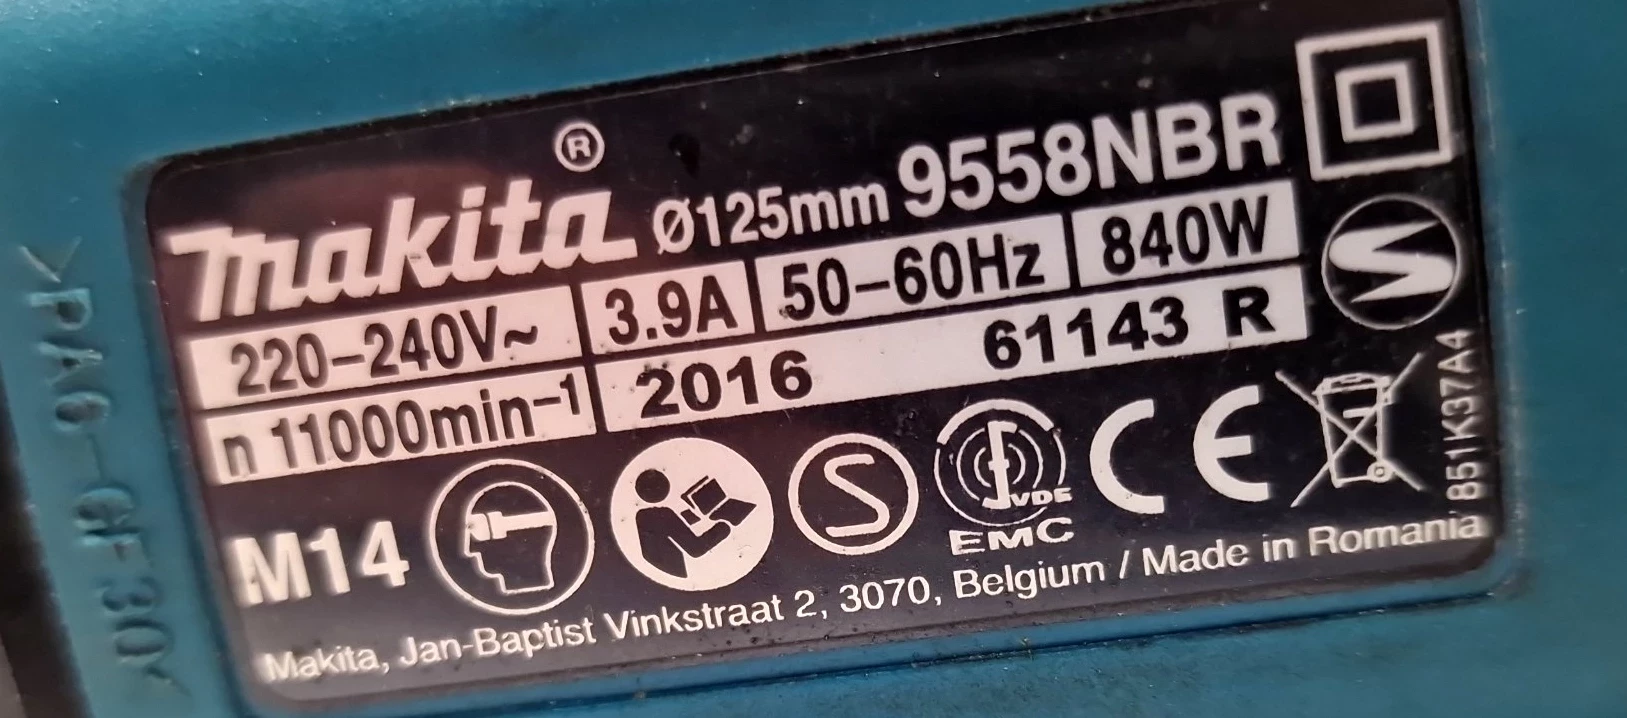 makita® Ø125mm 9558NBR
220-240V~ 3.9A 50-60Hz 840W
n 11000min-1 2016 61143 R
M14 S VDE EMC CE
Makita, Jan-Baptist Vinkstraat 2, 3070, Belgium / Made in Romania
851K37A4
>PA6-GF30<